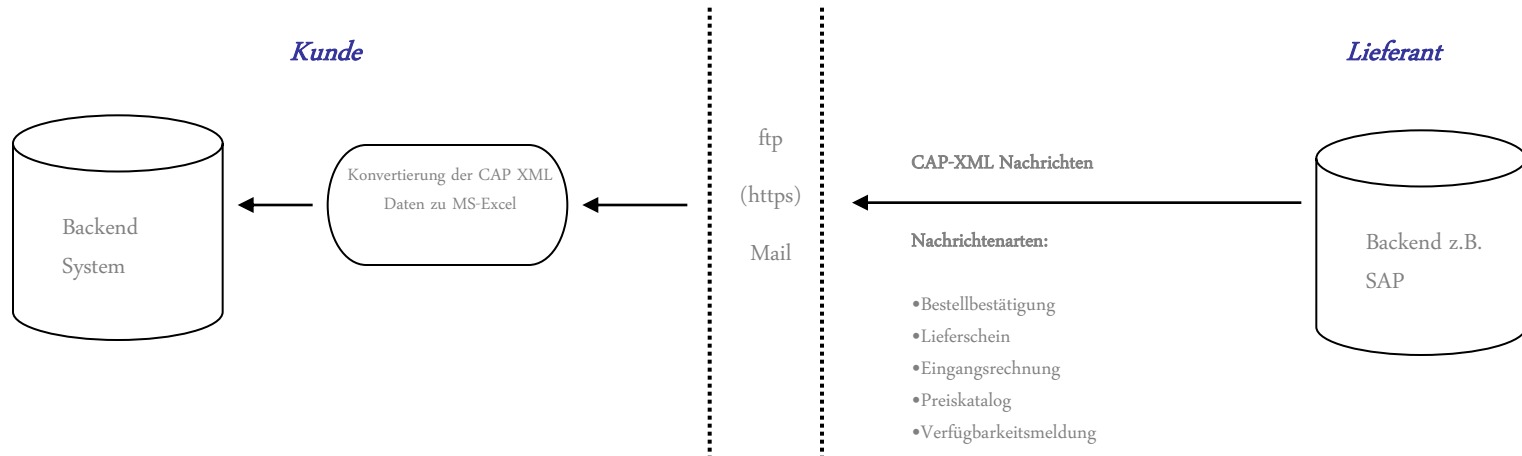 Kunde
Lieferant
Backend
System
Konvertierung der CAP XML
Daten zu MS-Excel
ftp
(https)
Mail
CAP-XML Nachrichten
Nachrichtenarten:
•Bestellbestätigung
•Lieferschein
•Eingangsrechnung
•Preiskatalog
•Verfügbarkeitsmeldung
Backend z.B.
SAP